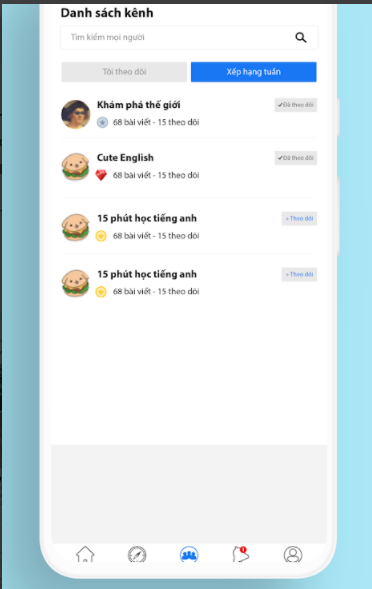 Danh sách kênh
Tìm kiếm mọi người
Tôi theo dõi
Xếp hạng tuần
Khám phá thế giới
✓Đã theo dõi
68 bài viết - 15 theo dõi
Cute English
✓Đã theo dõi
68 bài viết - 15 theo dõi
15 phút học tiếng anh
+ Theo dõi
68 bài viết - 15 theo dõi
15 phút học tiếng anh
+ Theo dõi
68 bài viết - 15 theo dõi